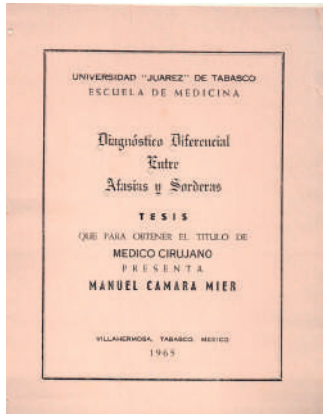 UNIVERSIDAD "JUAREZ" DE TABASCO
ESCUELA DE MEDICINA
Diagnóstico Diferencial
Entre
Afasias y Sorderas
TESIS
QUE PARA OBTENER EL TITULO DE
MEDICO CIRUJANO
PRESENTA
MANUEL CAMARA MIER
VILLAHERMOSA, TABASCO, MEXICO
1965